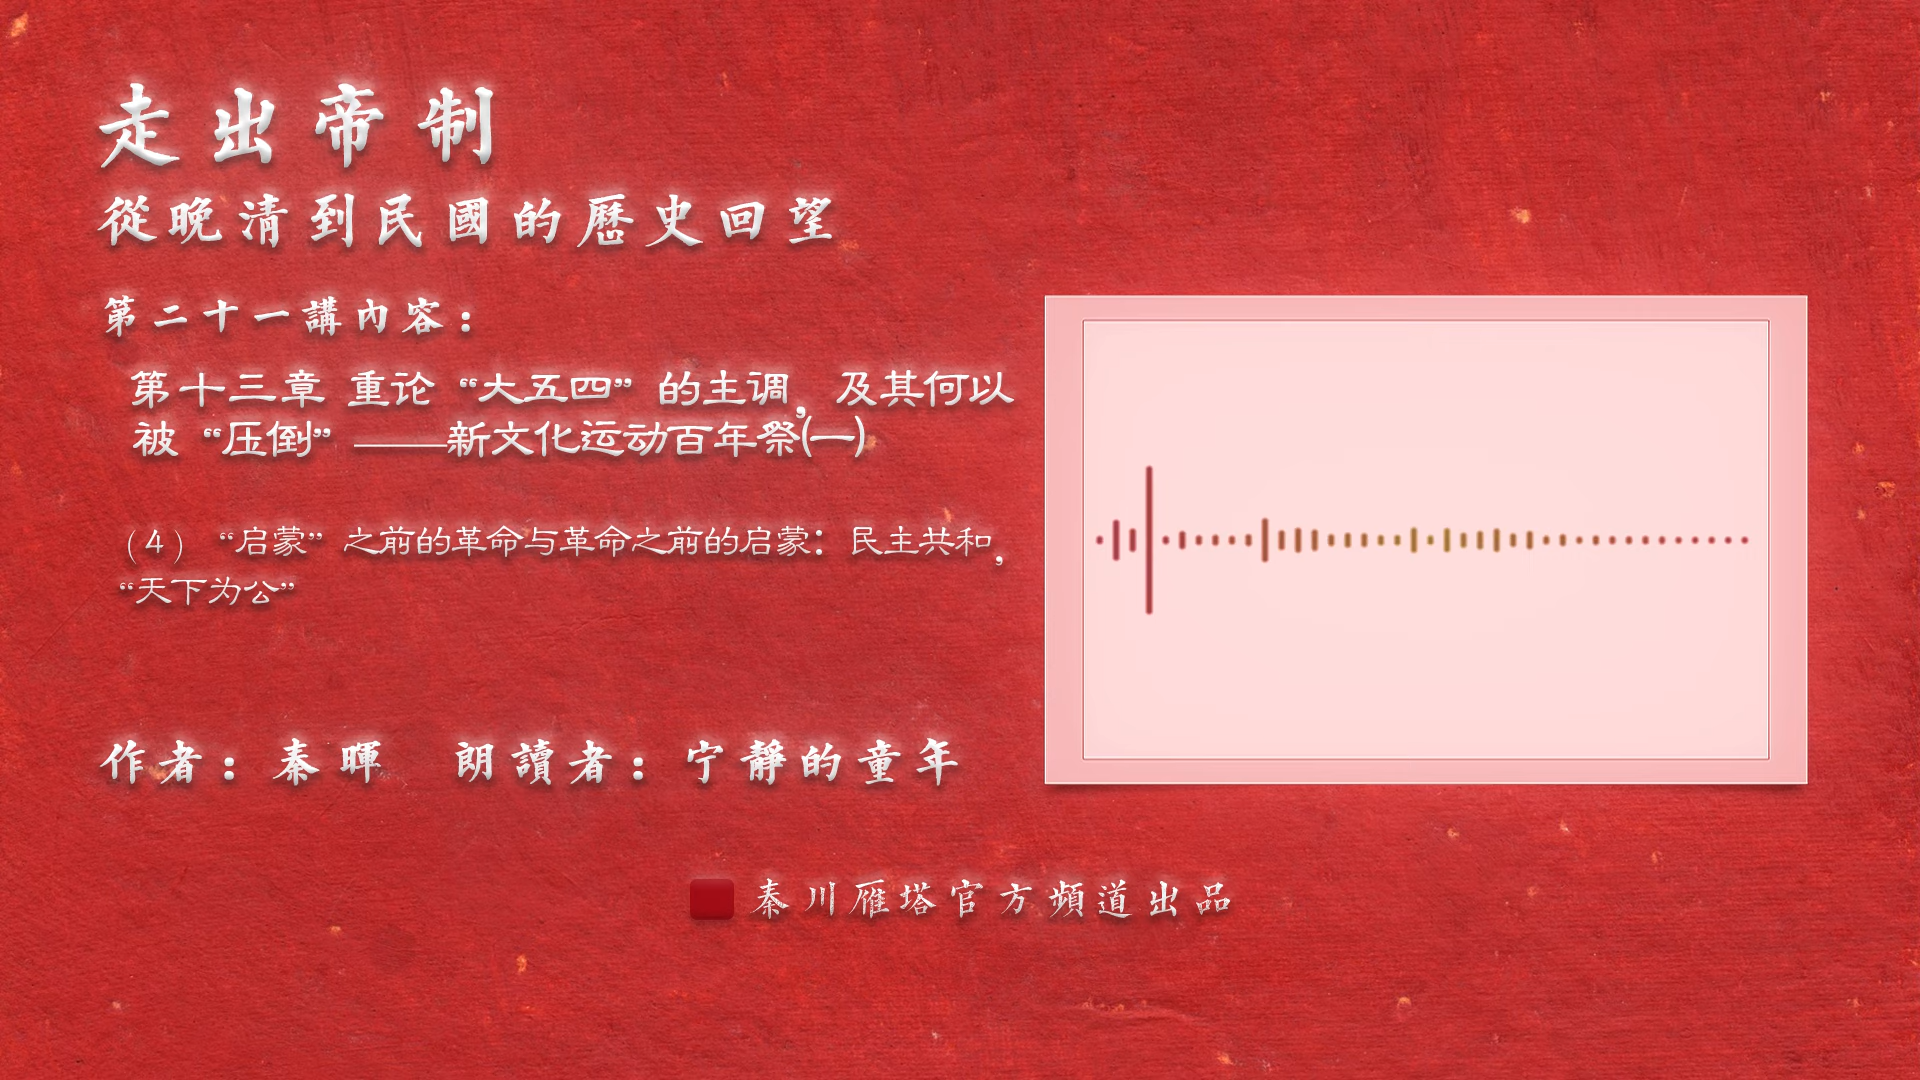 走出帝制
從晚清到民國的歷史回望
第二十一講內容：
第十三章 重论 “大五四” 的主调，及其何以
被 “压倒” ——新文化运动百年祭(一)
（4） “启蒙” 之前的革命与革命之前的启蒙：民主共和，
“天下为公”
作者：秦暉 朗讀者：宁靜的童年
秦川雁塔官方頻道出品